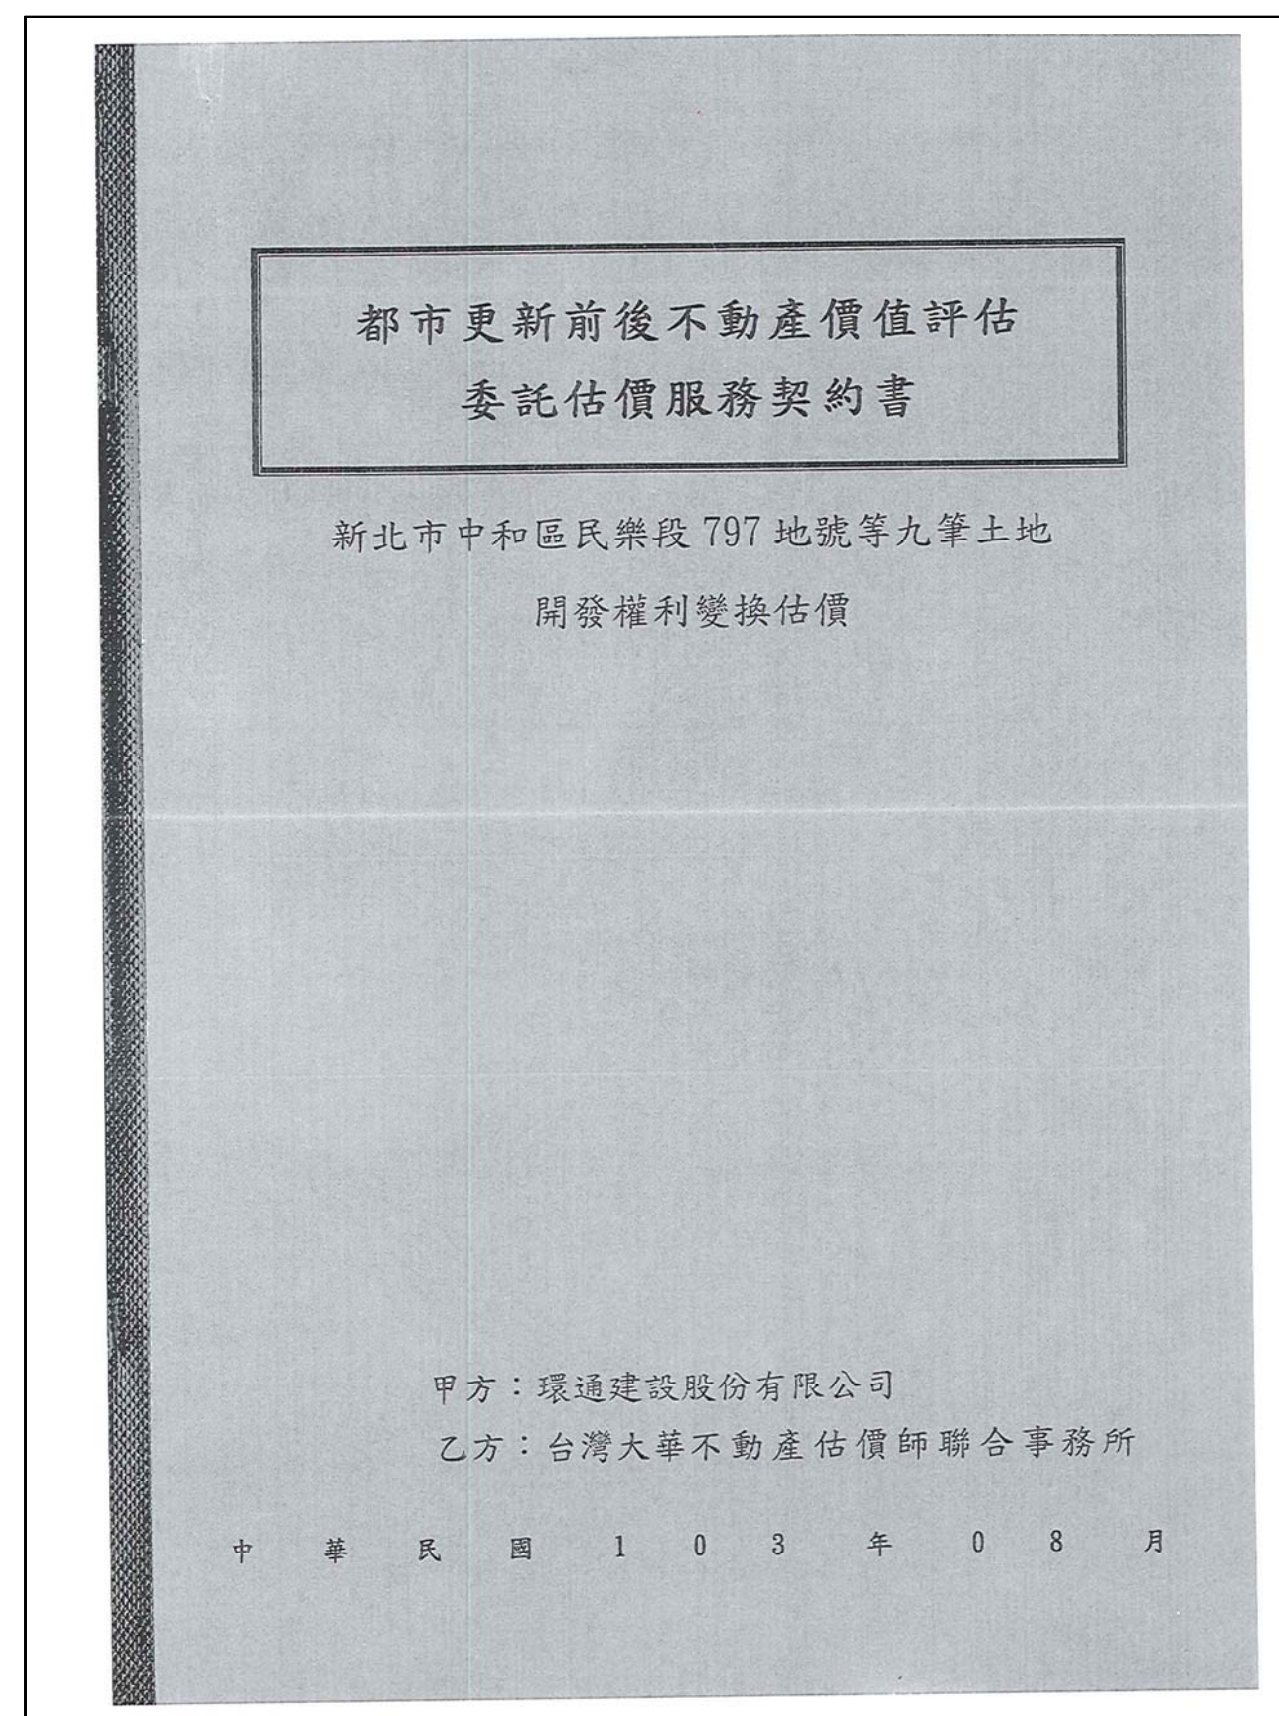 都市更新前後不動產價值評估
委託估價服務契約書
新北市中和區民樂段 797 地號等九筆土地
開發權利變換估價
甲方：環通建設股份有限公司
乙方：台灣大華不動產估價師聯合事務所
中華民國103年08月